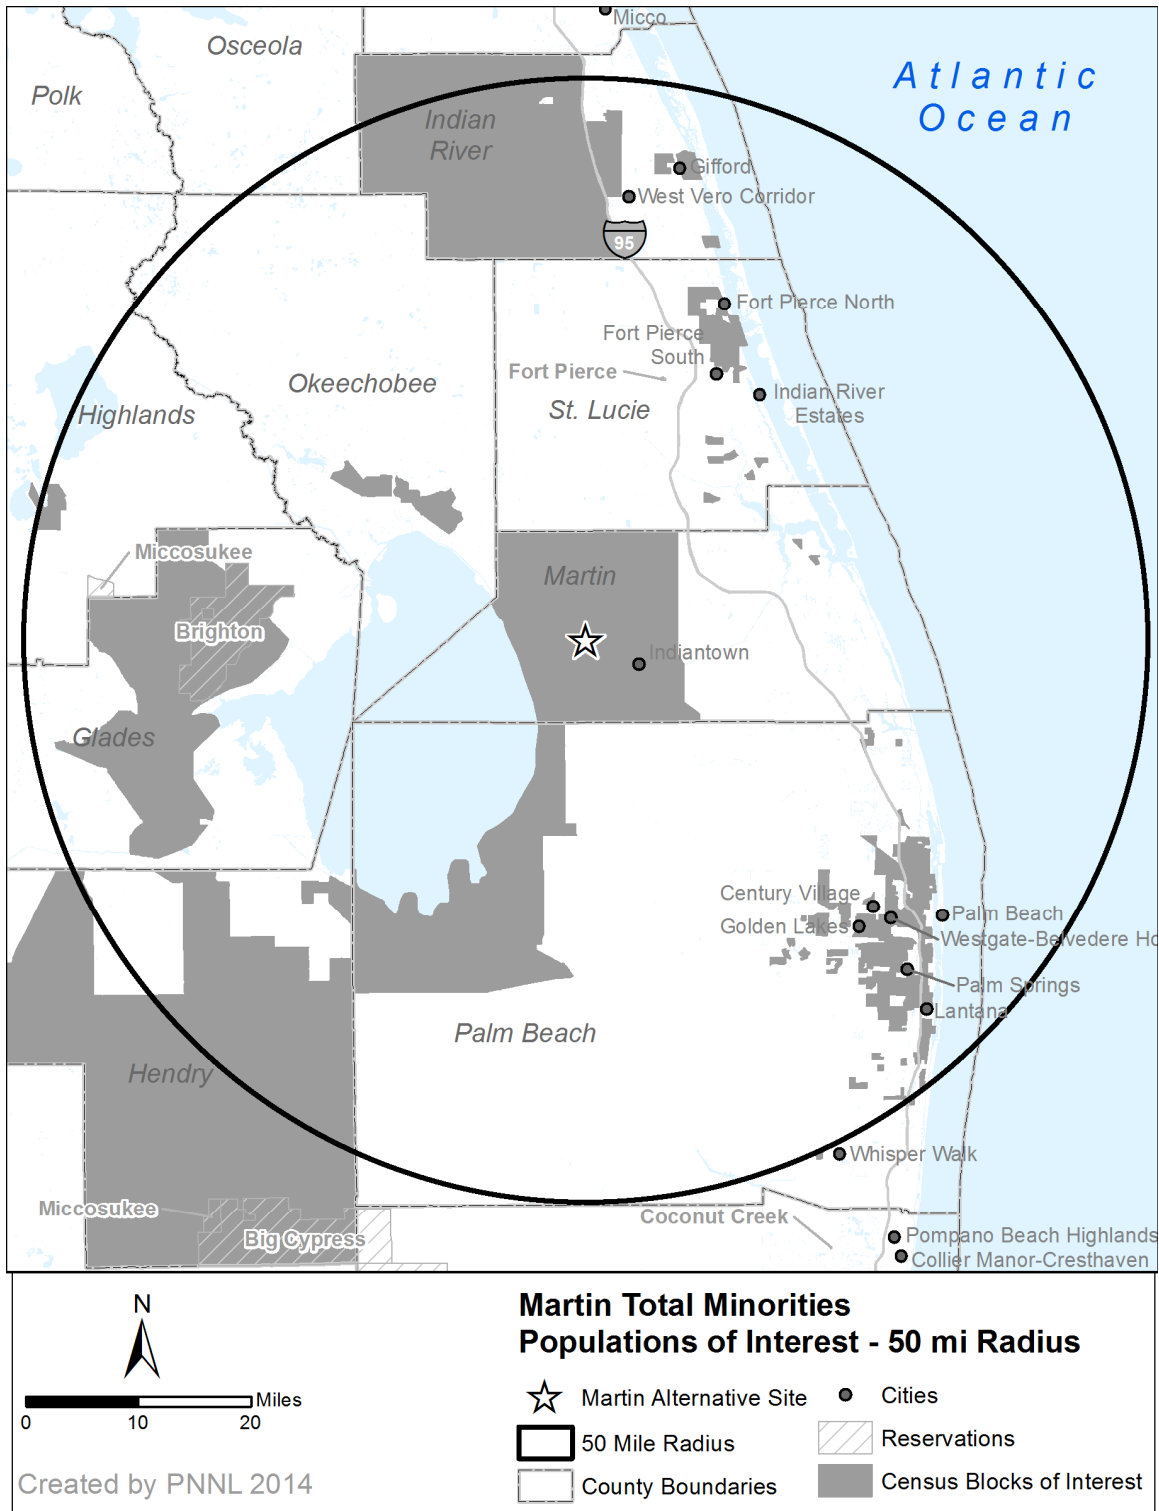 Micco
Osceola
Atlantic
Ocean
Polk
Indian
River
Gifford
West Vero Corridor
95
Fort Pierce North
Fort Pierce
South
Fort Pierce
Okeechobee
Indian River
Estates
St. Lucie
Highlands
Miccosukee
Martin
Brighton
Indiantown
Glades
Century Village
Palm Beach
Golden Lakes
Westgate-Belvedere Ho
Palm Springs
Lantana
Palm Beach
Hendry
Whisper Walk
Miccosukee
Coconut Creek
Big Cypress
Pompano Beach Highlands
Collier Manor-Cresthaven
N
Miles
0 10 20
Created by PNNL 2014
Martin Total Minorities
Populations of Interest - 50 mi Radius
Martin Alternative Site
Cities
50 Mile Radius
Reservations
County Boundaries
Census Blocks of Interest